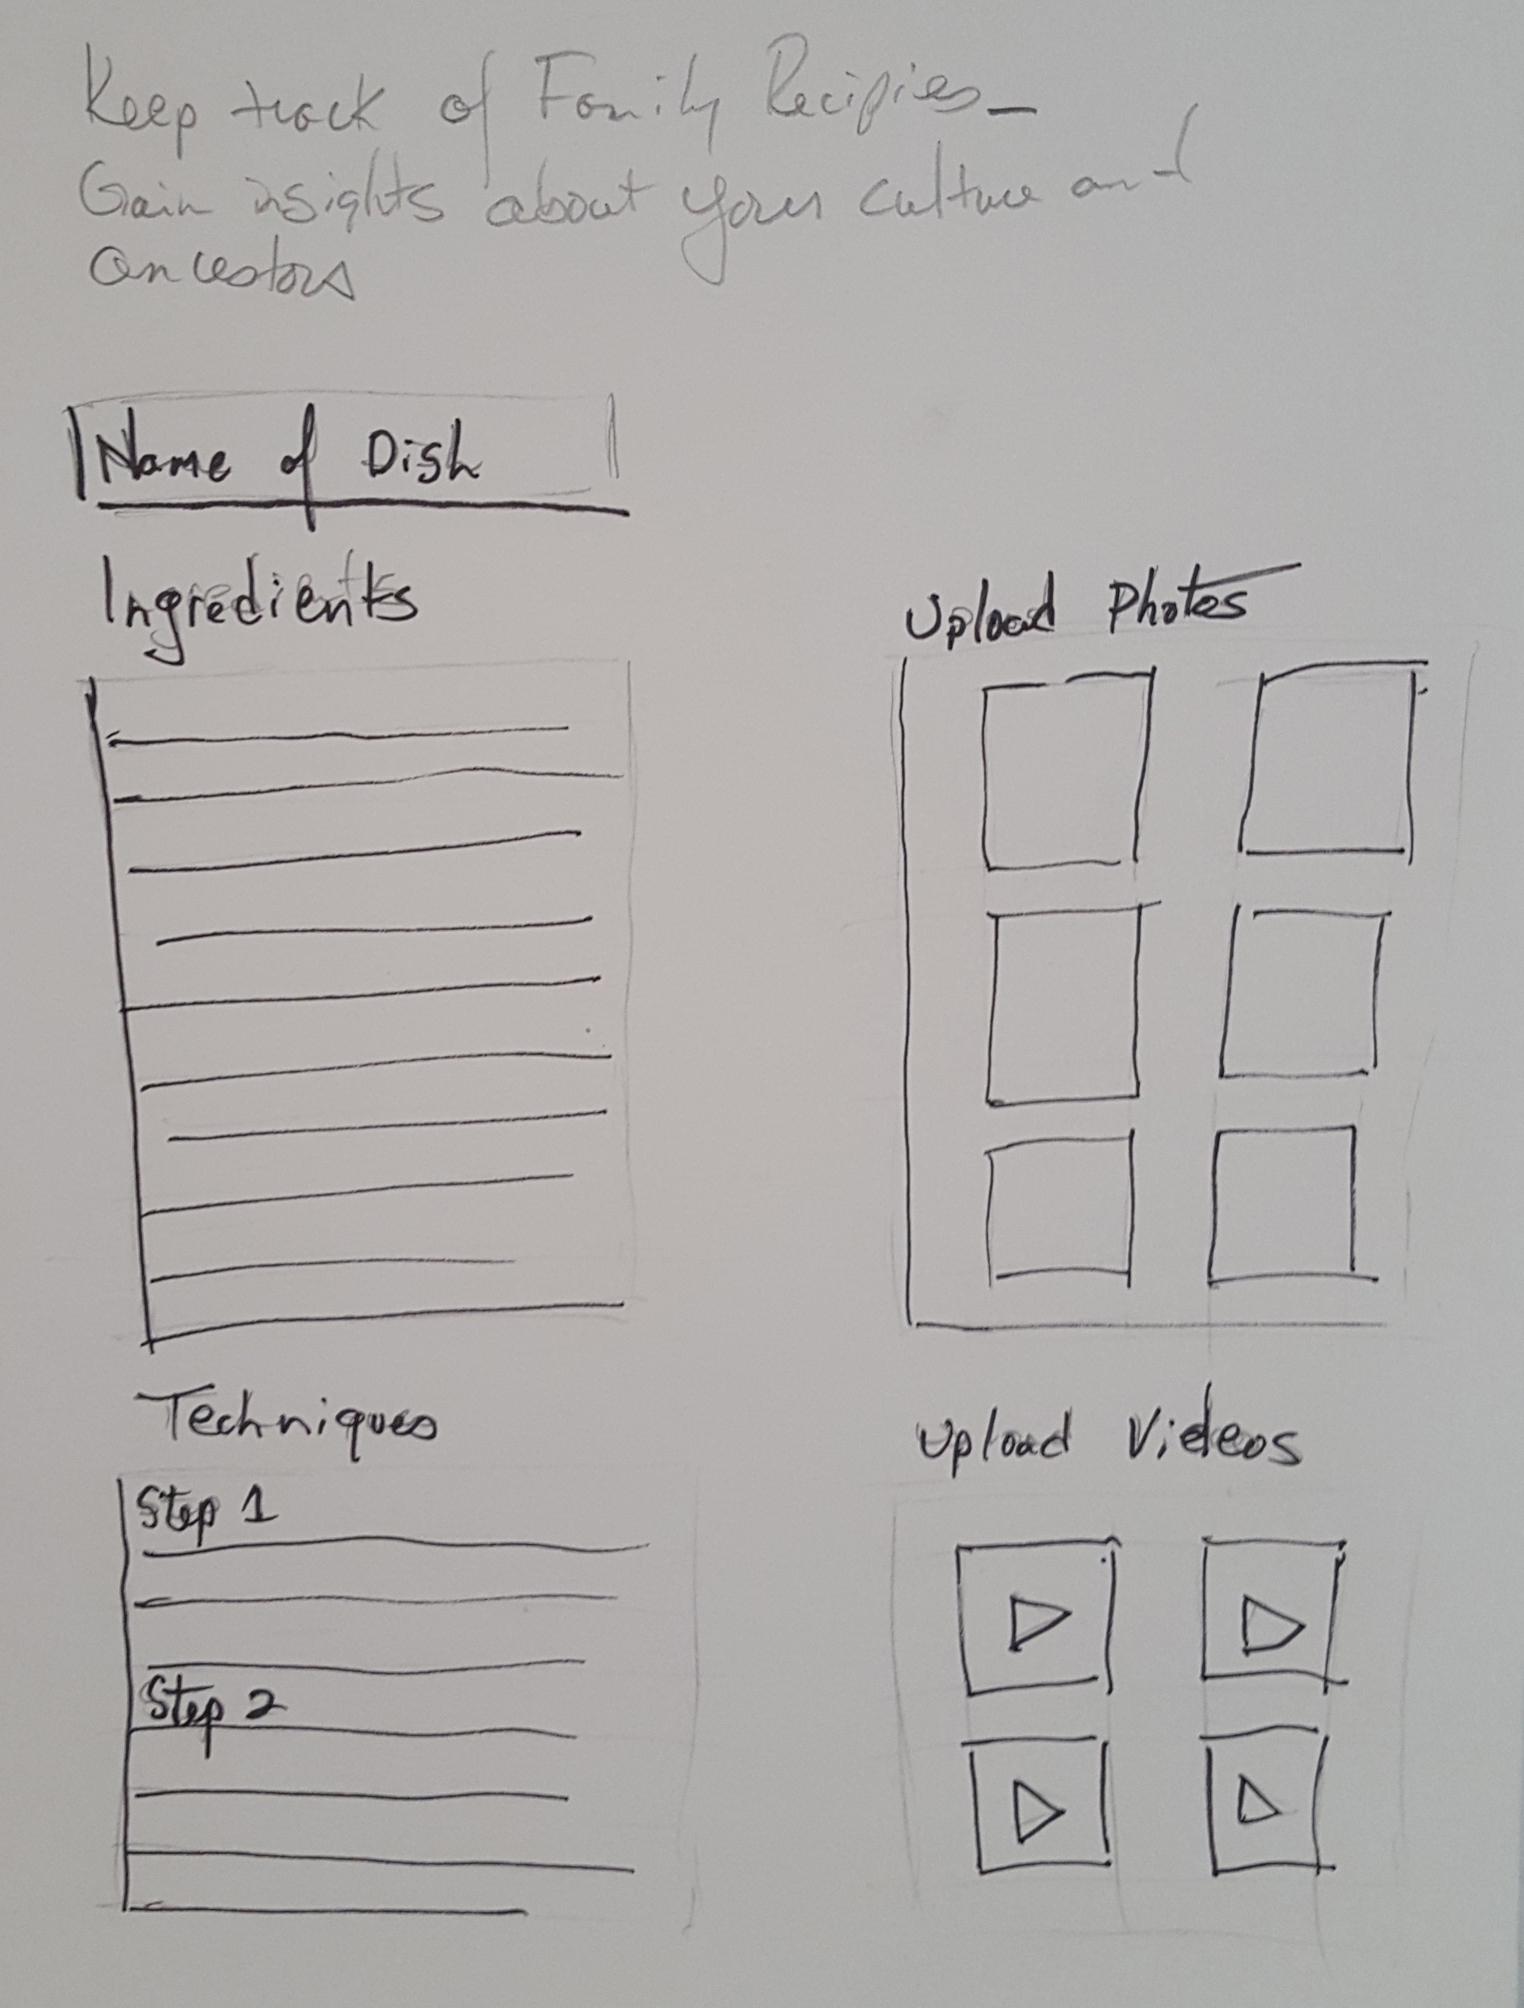 Keep track of Family Recipies-
Gain insights about your culture and
ancestors
Name of Dish
Ingredients
Upload Photos
Techniques
Step 1
Step 2
Upload Videos